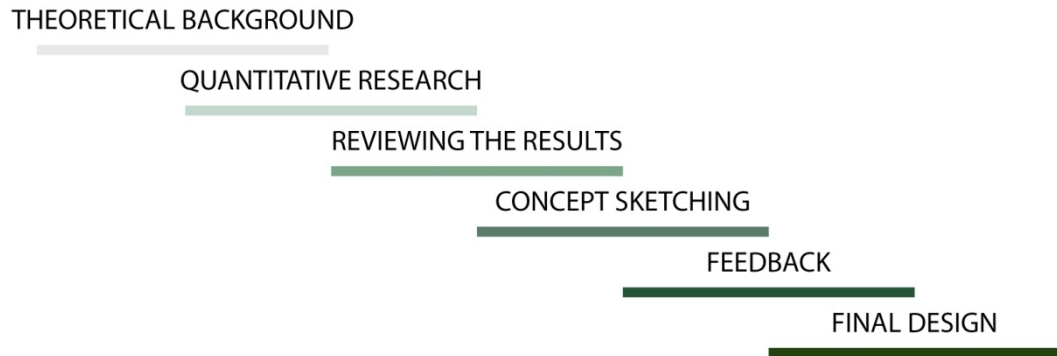 THEORETICAL BACKGROUND
QUANTITATIVE RESEARCH
REVIEWING THE RESULTS
CONCEPT SKETCHING
FEEDBACK
FINAL DESIGN